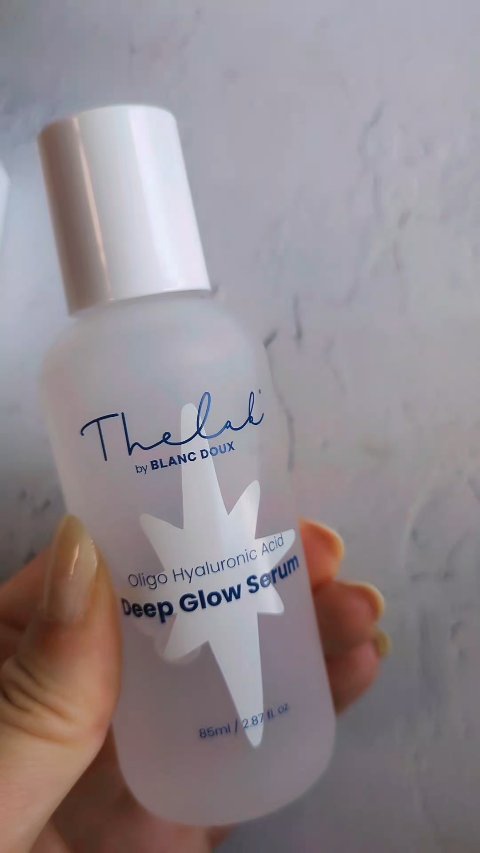 Thelab
by BLANC DOUX
Oligo Hyaluronic Acid
Deep Glow Serum
85ml / 2.87 fl. oz